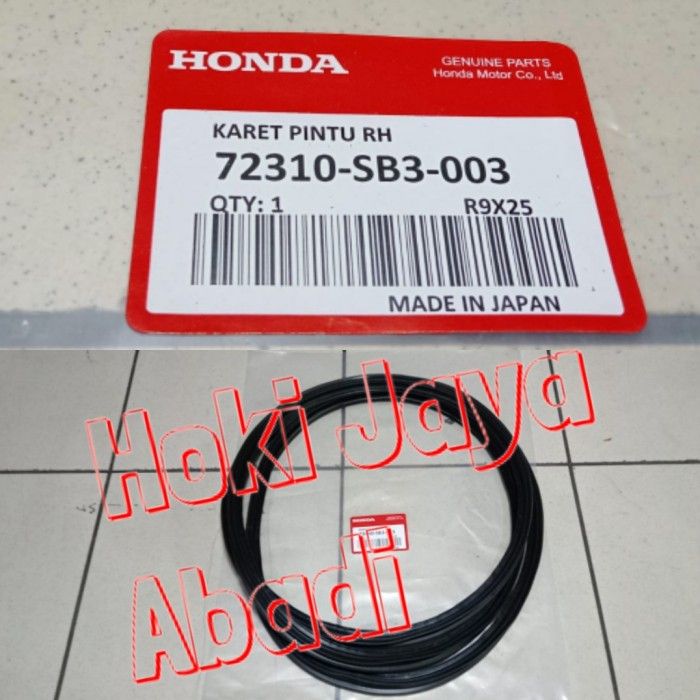 HONDA
GENUINE PARTS
Honda Motor Co., Ltd
KARET PINTU RH
72310-SB3-003
QTY: 1 R9X25
MADE IN JAPAN
Hoki Jaya
Abadi
HONDA